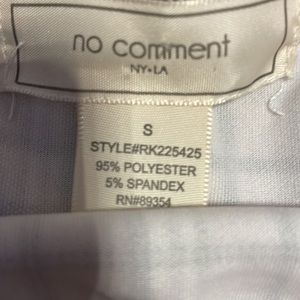 no comment
NY•LA
S
STYLE#RK225425
95% POLYESTER
5% SPANDEX
RN#89354